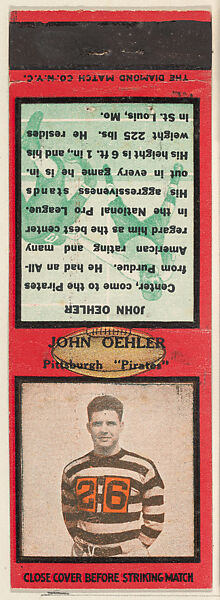 THE DIAMOND MATCH CO. N.Y.C.
JOHN OEHLER
Center, come to the Pirates
from Purdue. He had All-
American rating and many
regard him as the best center
in the National Pro League.
His aggressiveness stands
out in every game he is in.
His height is 6 ft. 1 in., and his
weight 225 lbs. He resides
in St. Louis, Mo.
JOHN OEHLER
Pittsburgh "Pirates"
26
CLOSE COVER BEFORE STRIKING MATCH